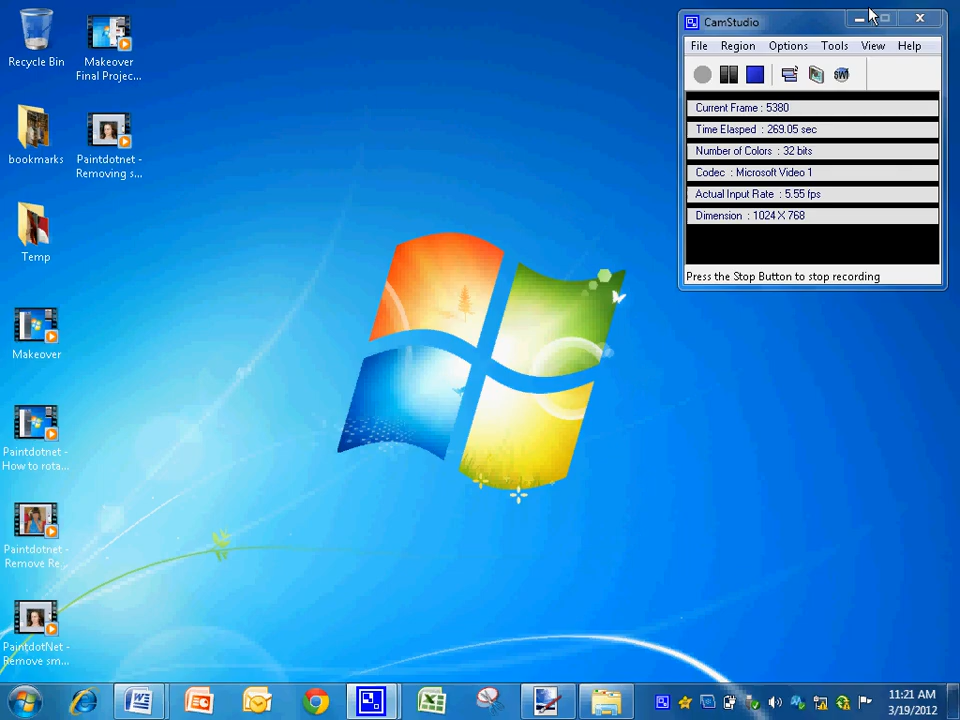 Recycle Bin
Makeover
Final Projec...
bookmarks
Paintdotnet -
Removing s...
Temp
Makeover
Paintdotnet -
How to rota...
Paintdotnet -
Remove Re...
PaintdotNet -
Remove sm...
CamStudio
File Region Options Tools View Help
Current Frame : 5380
Time Elasped : 269.05 sec
Number of Colors : 32 bits
Codec : Microsoft Video 1
Actual Input Rate : 5.55 fps
Dimension : 1024 X 768
Press the Stop Button to stop recording
11:21 AM
3/19/2012